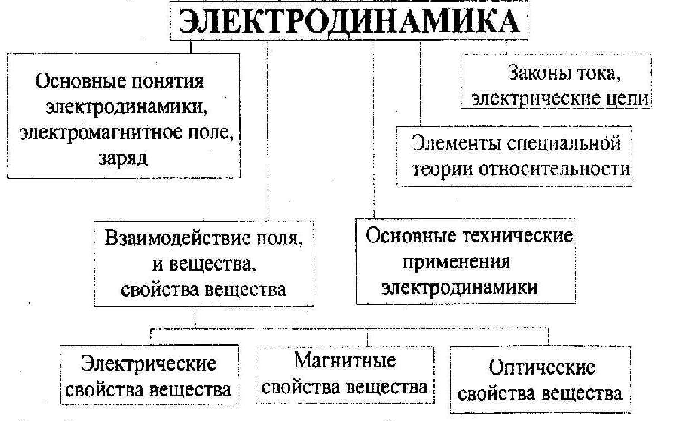 ЭЛЕКТРОДИНАМИКА
Основные понятия
электродинамики,
электромагнитное поле,
заряд
Законы тока,
электрические цепи
Элементы специальной
теории относительности
Взаимодействие поля,
и вещества,
свойства вещества
Основные технические
применения
электродинамики
Электрические
свойства вещества
Магнитные
свойства вещества
Оптические
свойства вещества